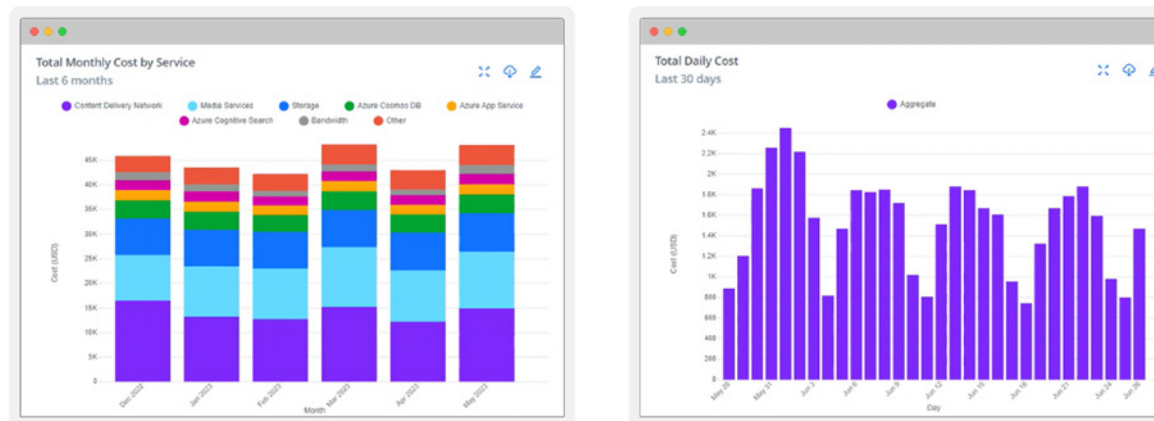 Total Monthly Cost by Service
Last 6 months
Content Delivery Network Media Services Storage Azure Cosmos DB Azure App Service
Azure Cognitive Search Bandwidth Other
45K
40K
35K
30K
25K
20K
15K
10K
5K
0
Cost (USD)
Dec 2022 Jan 2023 Feb 2023 Mar 2023 Apr 2023 May 2023
Month
Total Daily Cost
Last 30 days
Aggregate
2.4K
2.2K
2K
1.8K
1.6K
1.4K
1.2K
1K
800
600
400
200
0
Cost (USD)
May 28 May 31 Jun 3 Jun 6 Jun 9 Jun 12 Jun 15 Jun 18 Jun 21 Jun 24 Jun 26
Day